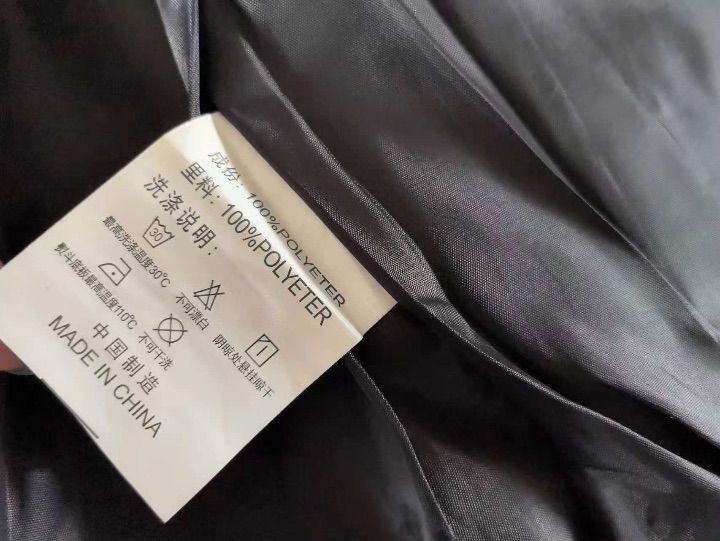 成份: 100%POLYETER
里料: 100%POLYETER
洗涤说明:
30
最高洗涤温度30℃
不可漂白
阴晾处悬挂晾干
熨斗底板最高温度110℃
不可干洗
中国制造
MADE IN CHINA